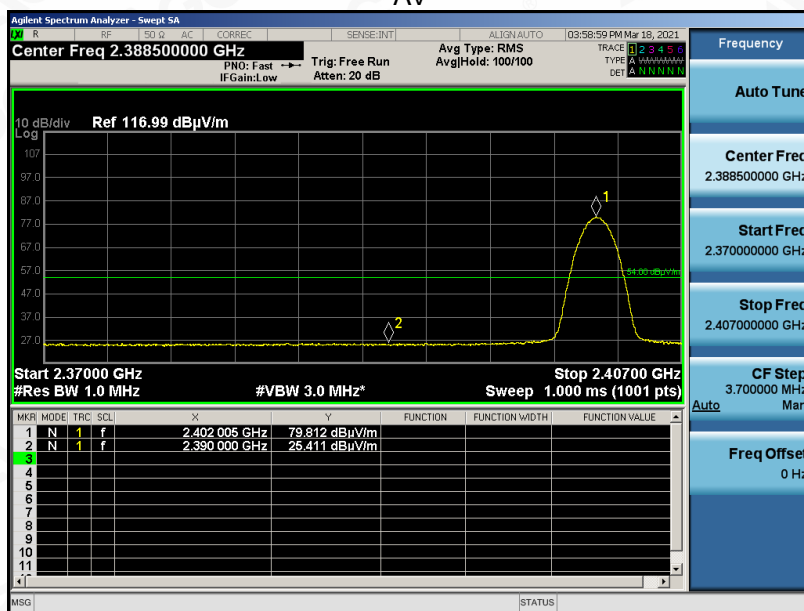 AV
Agilent Spectrum Analyzer - Swept SA
LXI R RF 50 Ω AC CORREC SENSE:INT ALIGN AUTO 03:58:59 PM Mar 18, 2021
Center Freq 2.388500000 GHz
PNO: Fast
IFGain:Low
Trig: Free Run
Atten: 20 dB
Avg Type: RMS
Avg|Hold: 100/100
TRACE 1 2 3 4 5 6
TYPE A
DET A N N N N N
10 dB/div Ref 116.99 dBµV/m
Log
107
97.0
87.0
77.0
67.0
57.0
47.0
37.0
27.0
1
54.00 dBµV/m
2
Start 2.37000 GHz Stop 2.40700 GHz
#Res BW 1.0 MHz #VBW 3.0 MHz* Sweep 1.000 ms (1001 pts)
MKR MODE TRC SCL X Y FUNCTION FUNCTION WIDTH FUNCTION VALUE
1 N 1 f 2.402 005 GHz 79.812 dBµV/m
2 N 1 f 2.390 000 GHz 25.411 dBµV/m
3
4
5
6
7
8
9
10
11
MSG STATUS
Frequency
Auto Tune
Center Freq
2.388500000 GHz
Start Freq
2.370000000 GHz
Stop Freq
2.407000000 GHz
CF Step
3.700000 MHz
Auto Man
Freq Offset
0 Hz